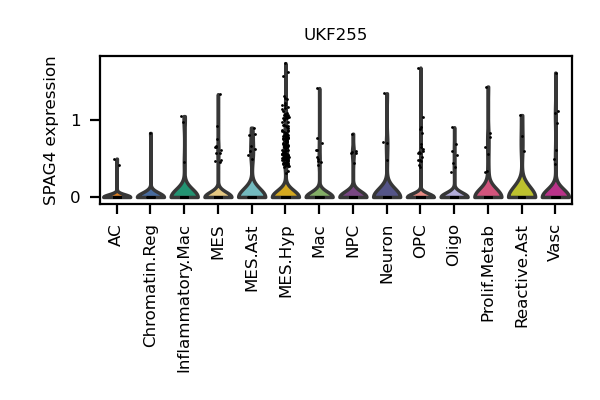 UKF255
SPAG4 expression
1
0
AC
Chromatin.Reg
Inflammatory.Mac
MES
MES.Ast
MES.Hyp
Mac
NPC
Neuron
OPC
Oligo
Prolif.Metab
Reactive.Ast
Vasc